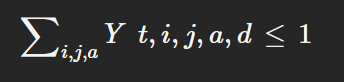 ∑i,j,a Y t,i,j,a,d ≤ 1